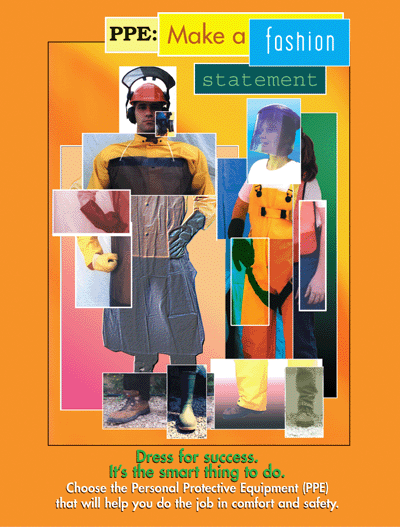 PPE: Make a fashion
statement
Dress for success.
It's the smart thing to do.
Choose the Personal Protective Equipment (PPE)
that will help you do the job in comfort and safety.